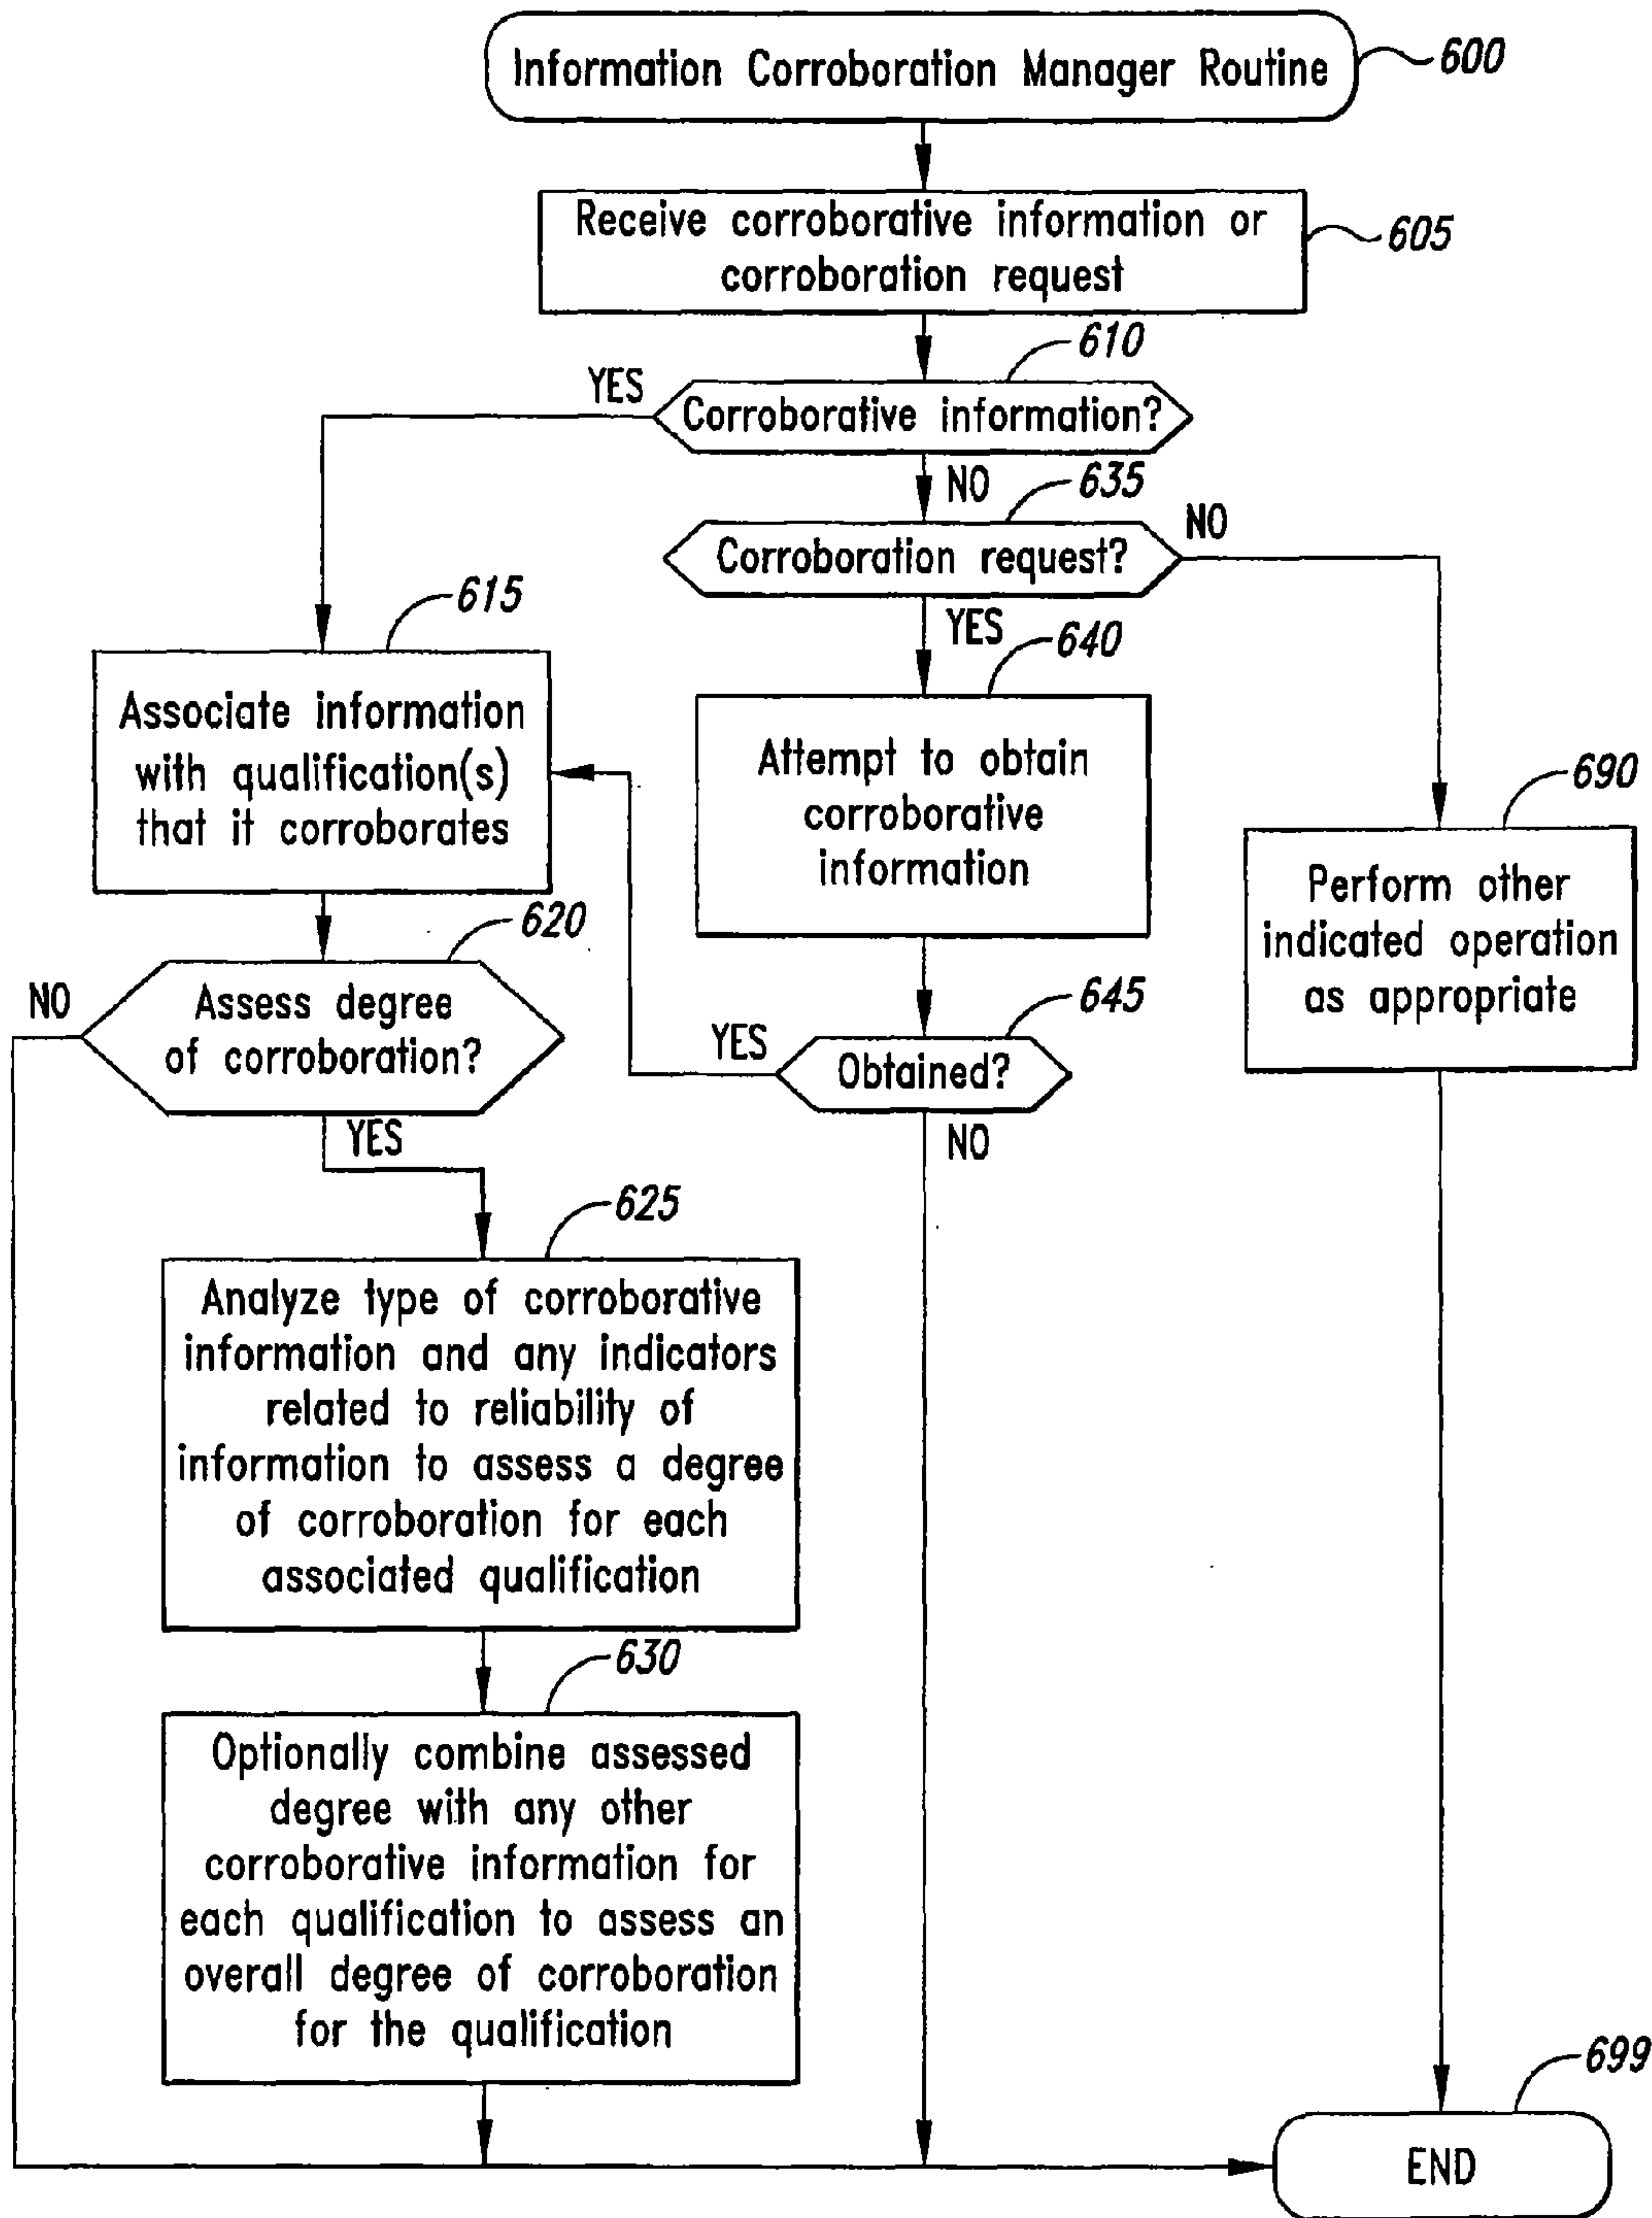 Information Corroboration Manager Routine
600
Receive corroborative information or
corroboration request
605
610
YES
Corroborative information?
NO
635
Corroboration request?
NO
615
YES
640
Associate information
with qualification(s)
that it corroborates
Attempt to obtain
corroborative
information
690
Perform other
indicated operation
as appropriate
620
NO
Assess degree
of corroboration?
645
YES
Obtained?
YES
NO
625
Analyze type of corroborative
information and any indicators
related to reliability of
information to assess a degree
of corroboration for each
associated qualification
630
Optionally combine assessed
degree with any other
corroborative information for
each qualification to assess an
overall degree of corroboration
for the qualification
699
END